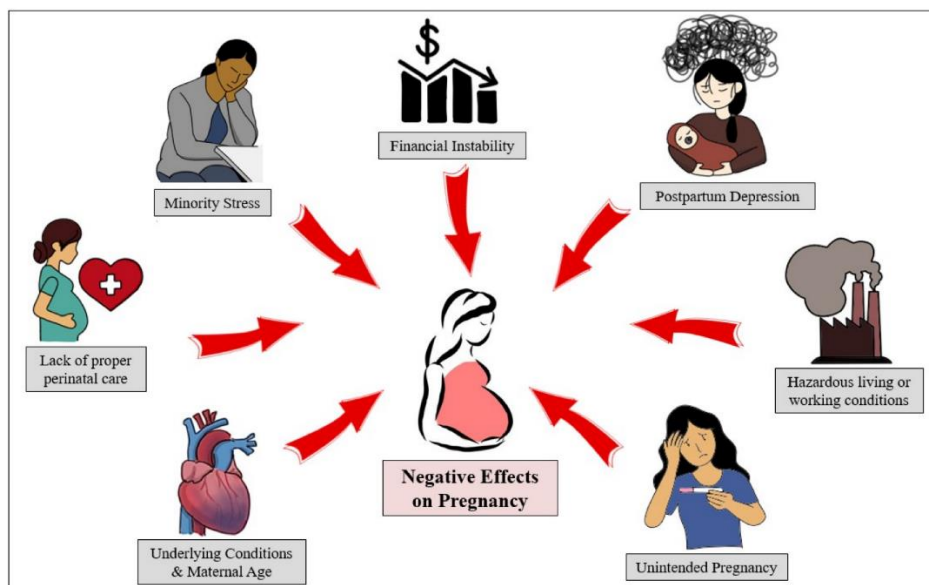 $
Financial Instability
Minority Stress
Postpartum Depression
Lack of proper
perinatal care
Hazardous living or
working conditions
Negative Effects
on Pregnancy
Underlying Conditions
& Maternal Age
Unintended Pregnancy